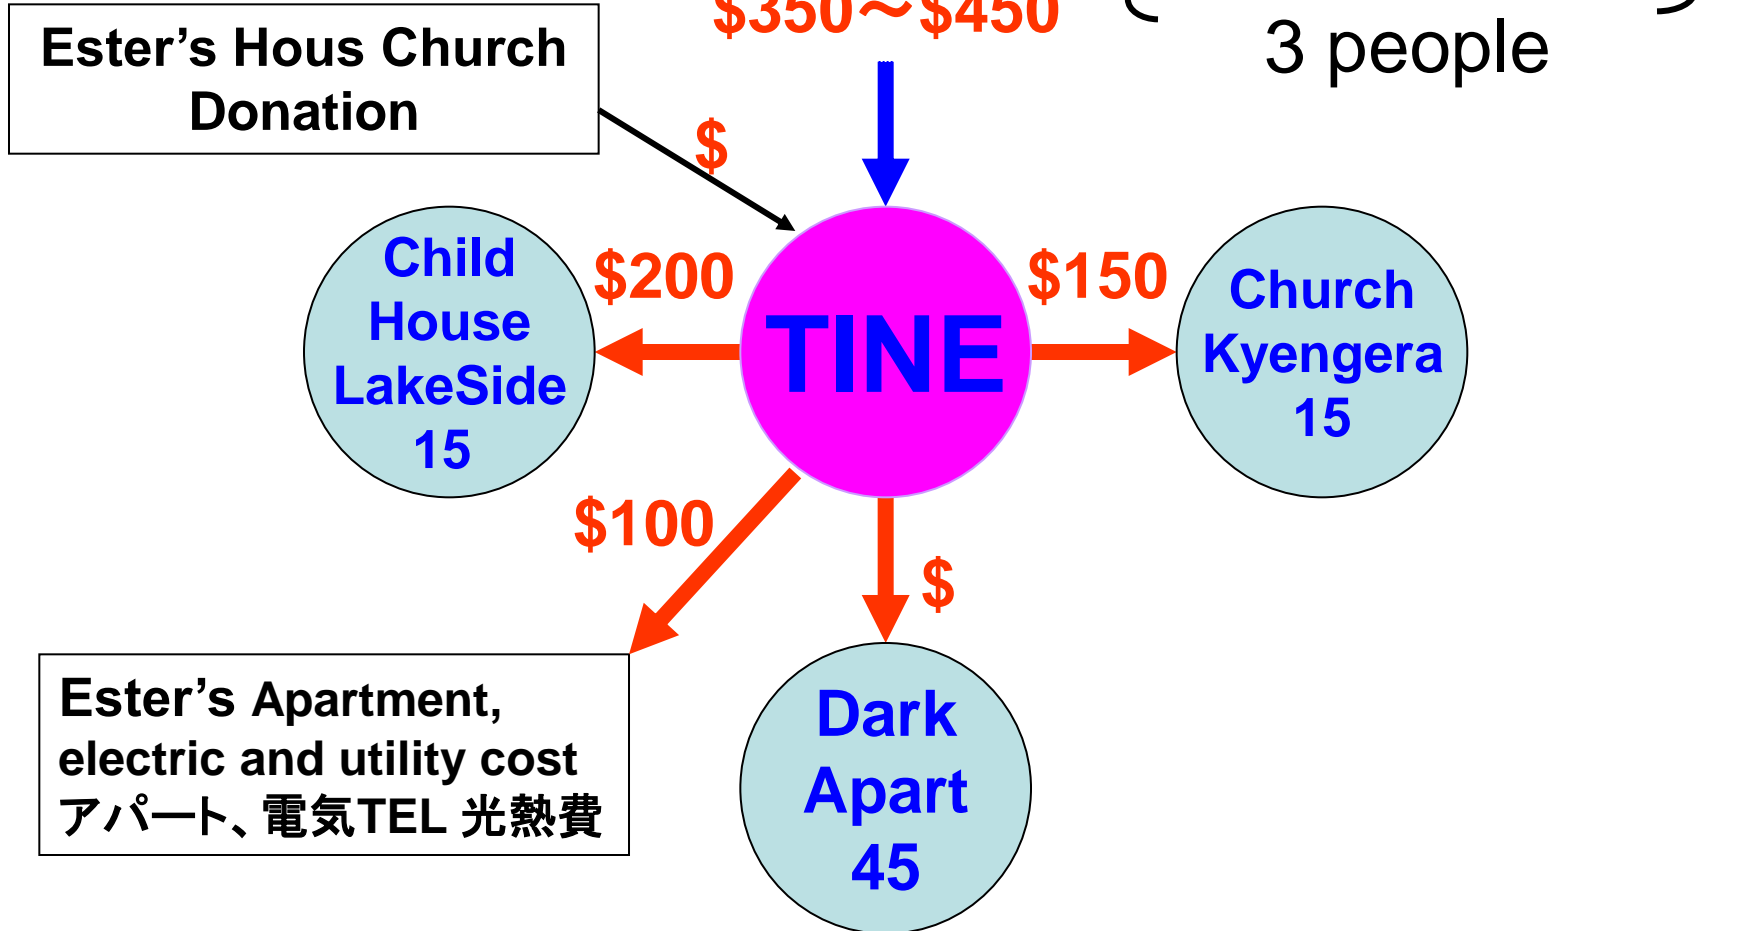 $350～$450
3 people
Ester’s Hous Church
Donation
$
Child
House
LakeSide
15
$200
TINE
$150
Church
Kyengera
15
$100
$
Ester’s Apartment,
electric and utility cost
アパート、電気TEL 光熱費
Dark
Apart
45